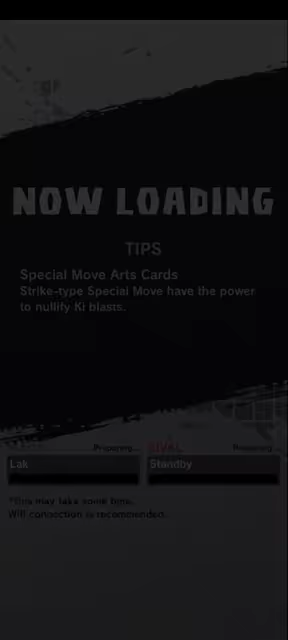 NOW LOADING
TIPS
Special Move Arts Cards
Strike-type Special Move have the power
to nullify Ki blasts.
Preparing...
RIVAL
Preparing...
Lak
Standby
*This may take some time.
Wifi connection is recommended.